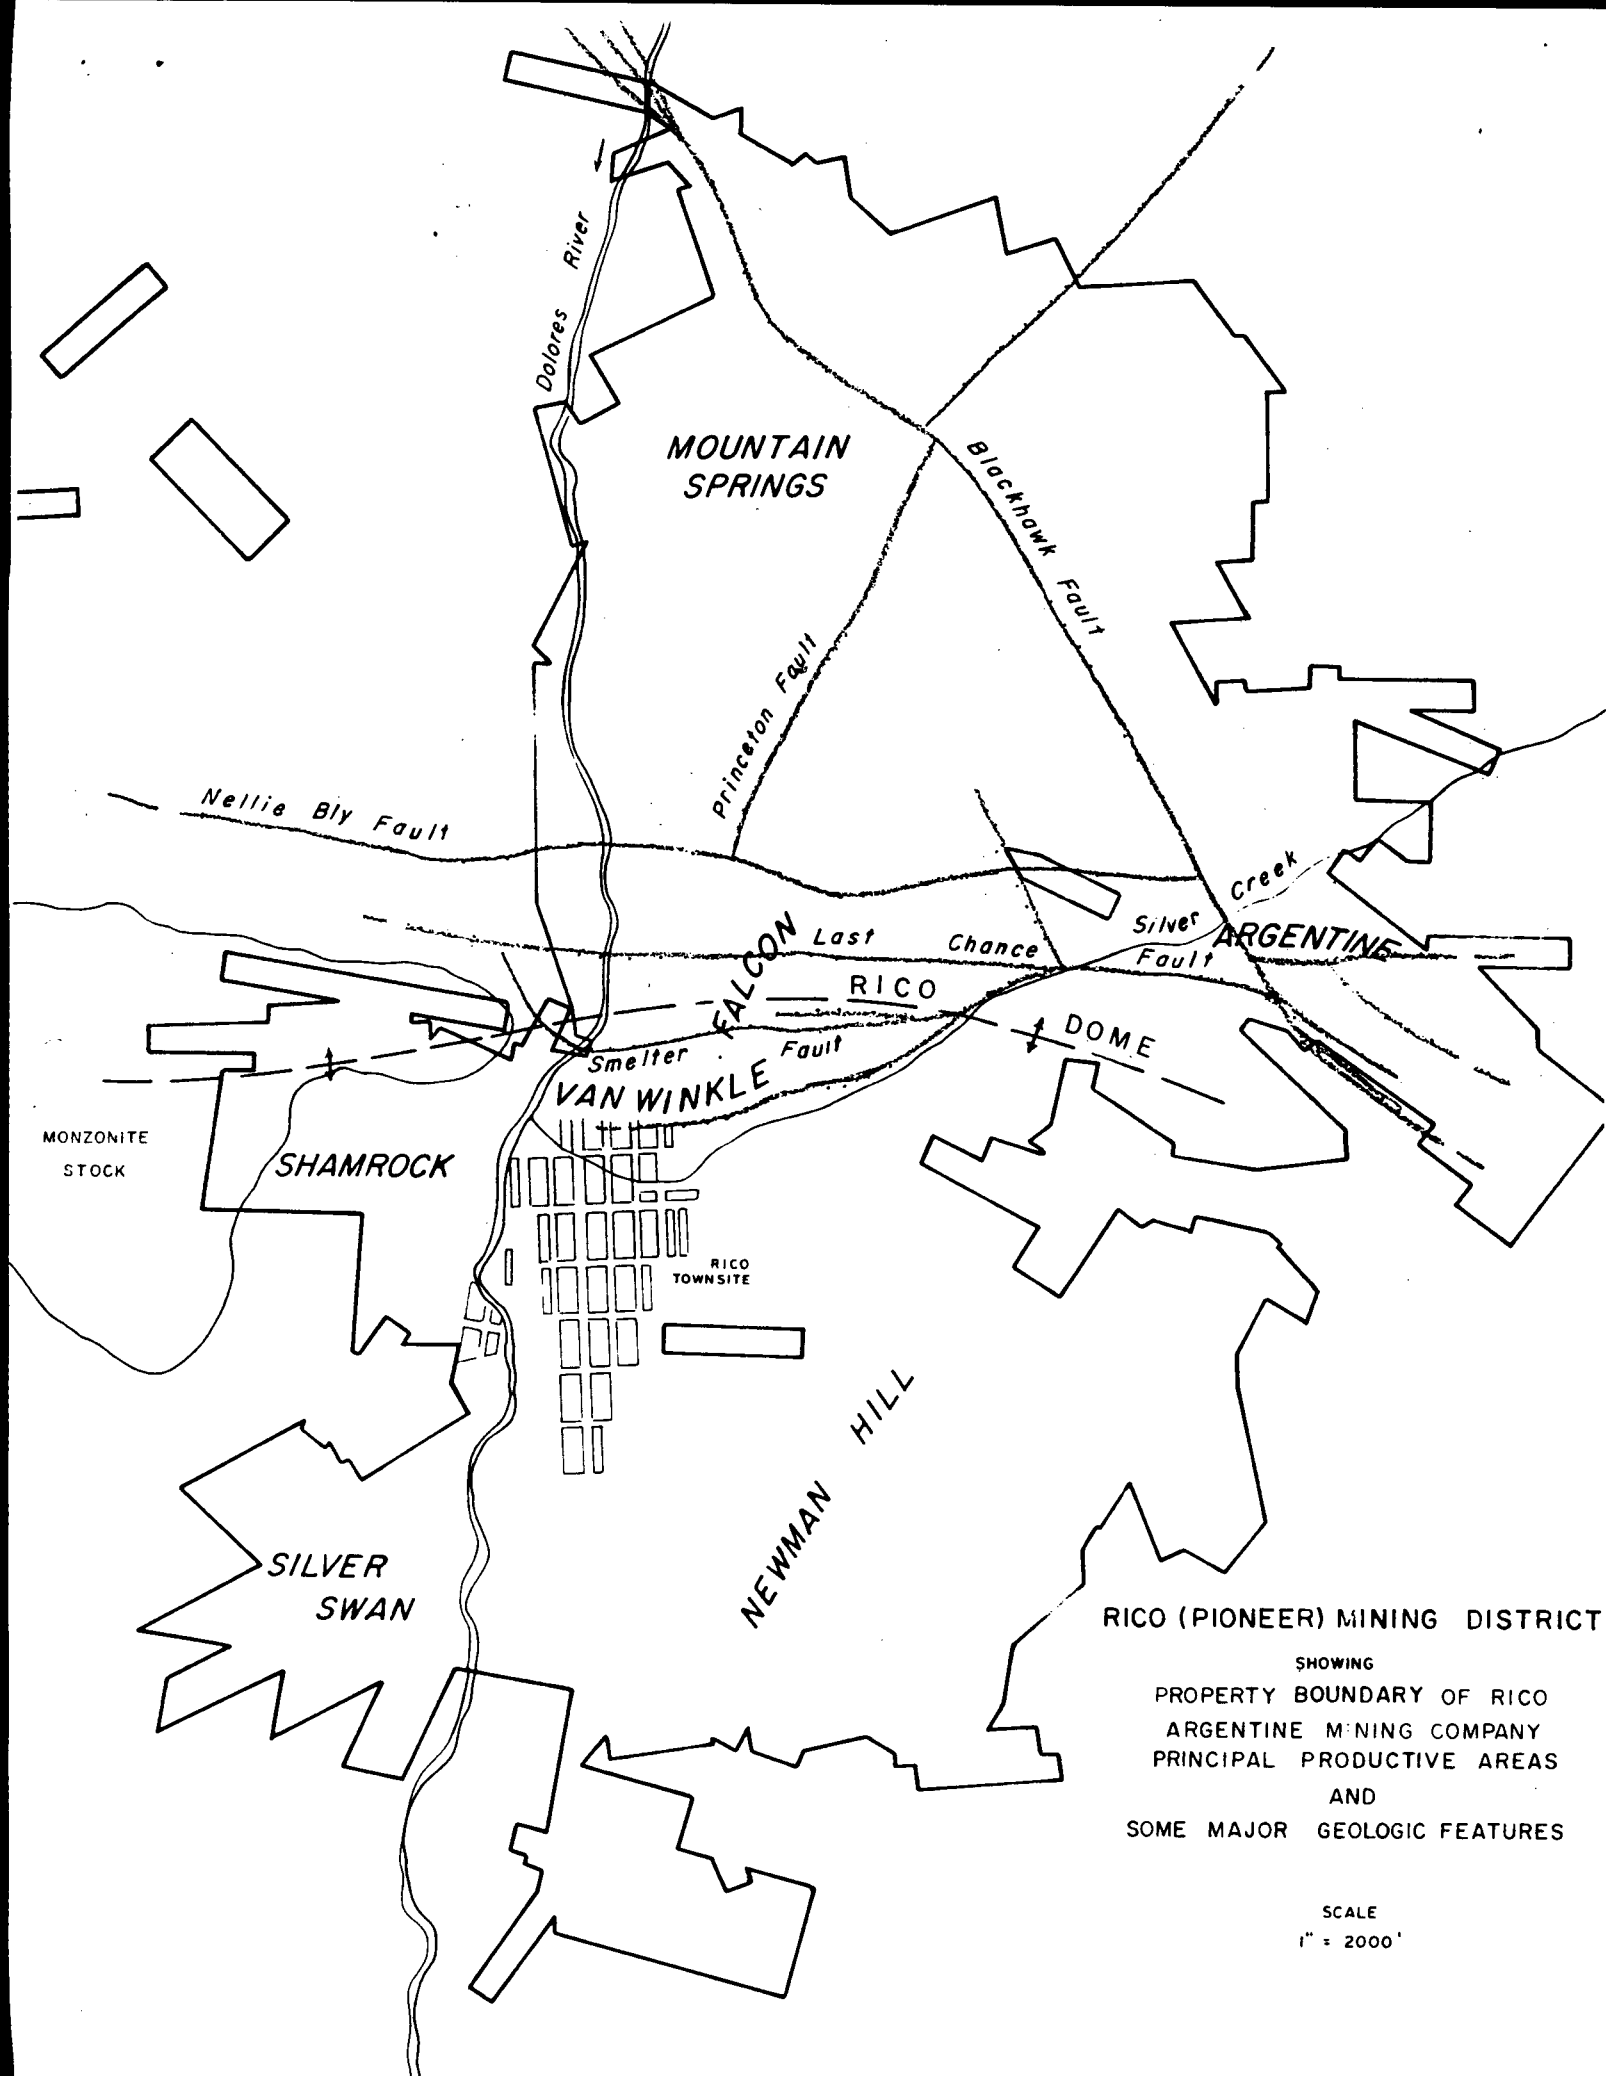 Dolores River
MOUNTAIN
SPRINGS
Blackhawk Fault
Princeton Fault
Nellie Bly Fault
Silver Creek
ARGENTINE
Last Chance Fault
FALCON
RICO DOME
Smelter Fault
VAN WINKLE
MONZONITE
STOCK
SHAMROCK
RICO
TOWNSITE
NEWMAN HILL
SILVER
SWAN
RICO (PIONEER) MINING DISTRICT
SHOWING
PROPERTY BOUNDARY OF RICO
ARGENTINE MINING COMPANY
PRINCIPAL PRODUCTIVE AREAS
AND
SOME MAJOR GEOLOGIC FEATURES
SCALE
1" = 2000'